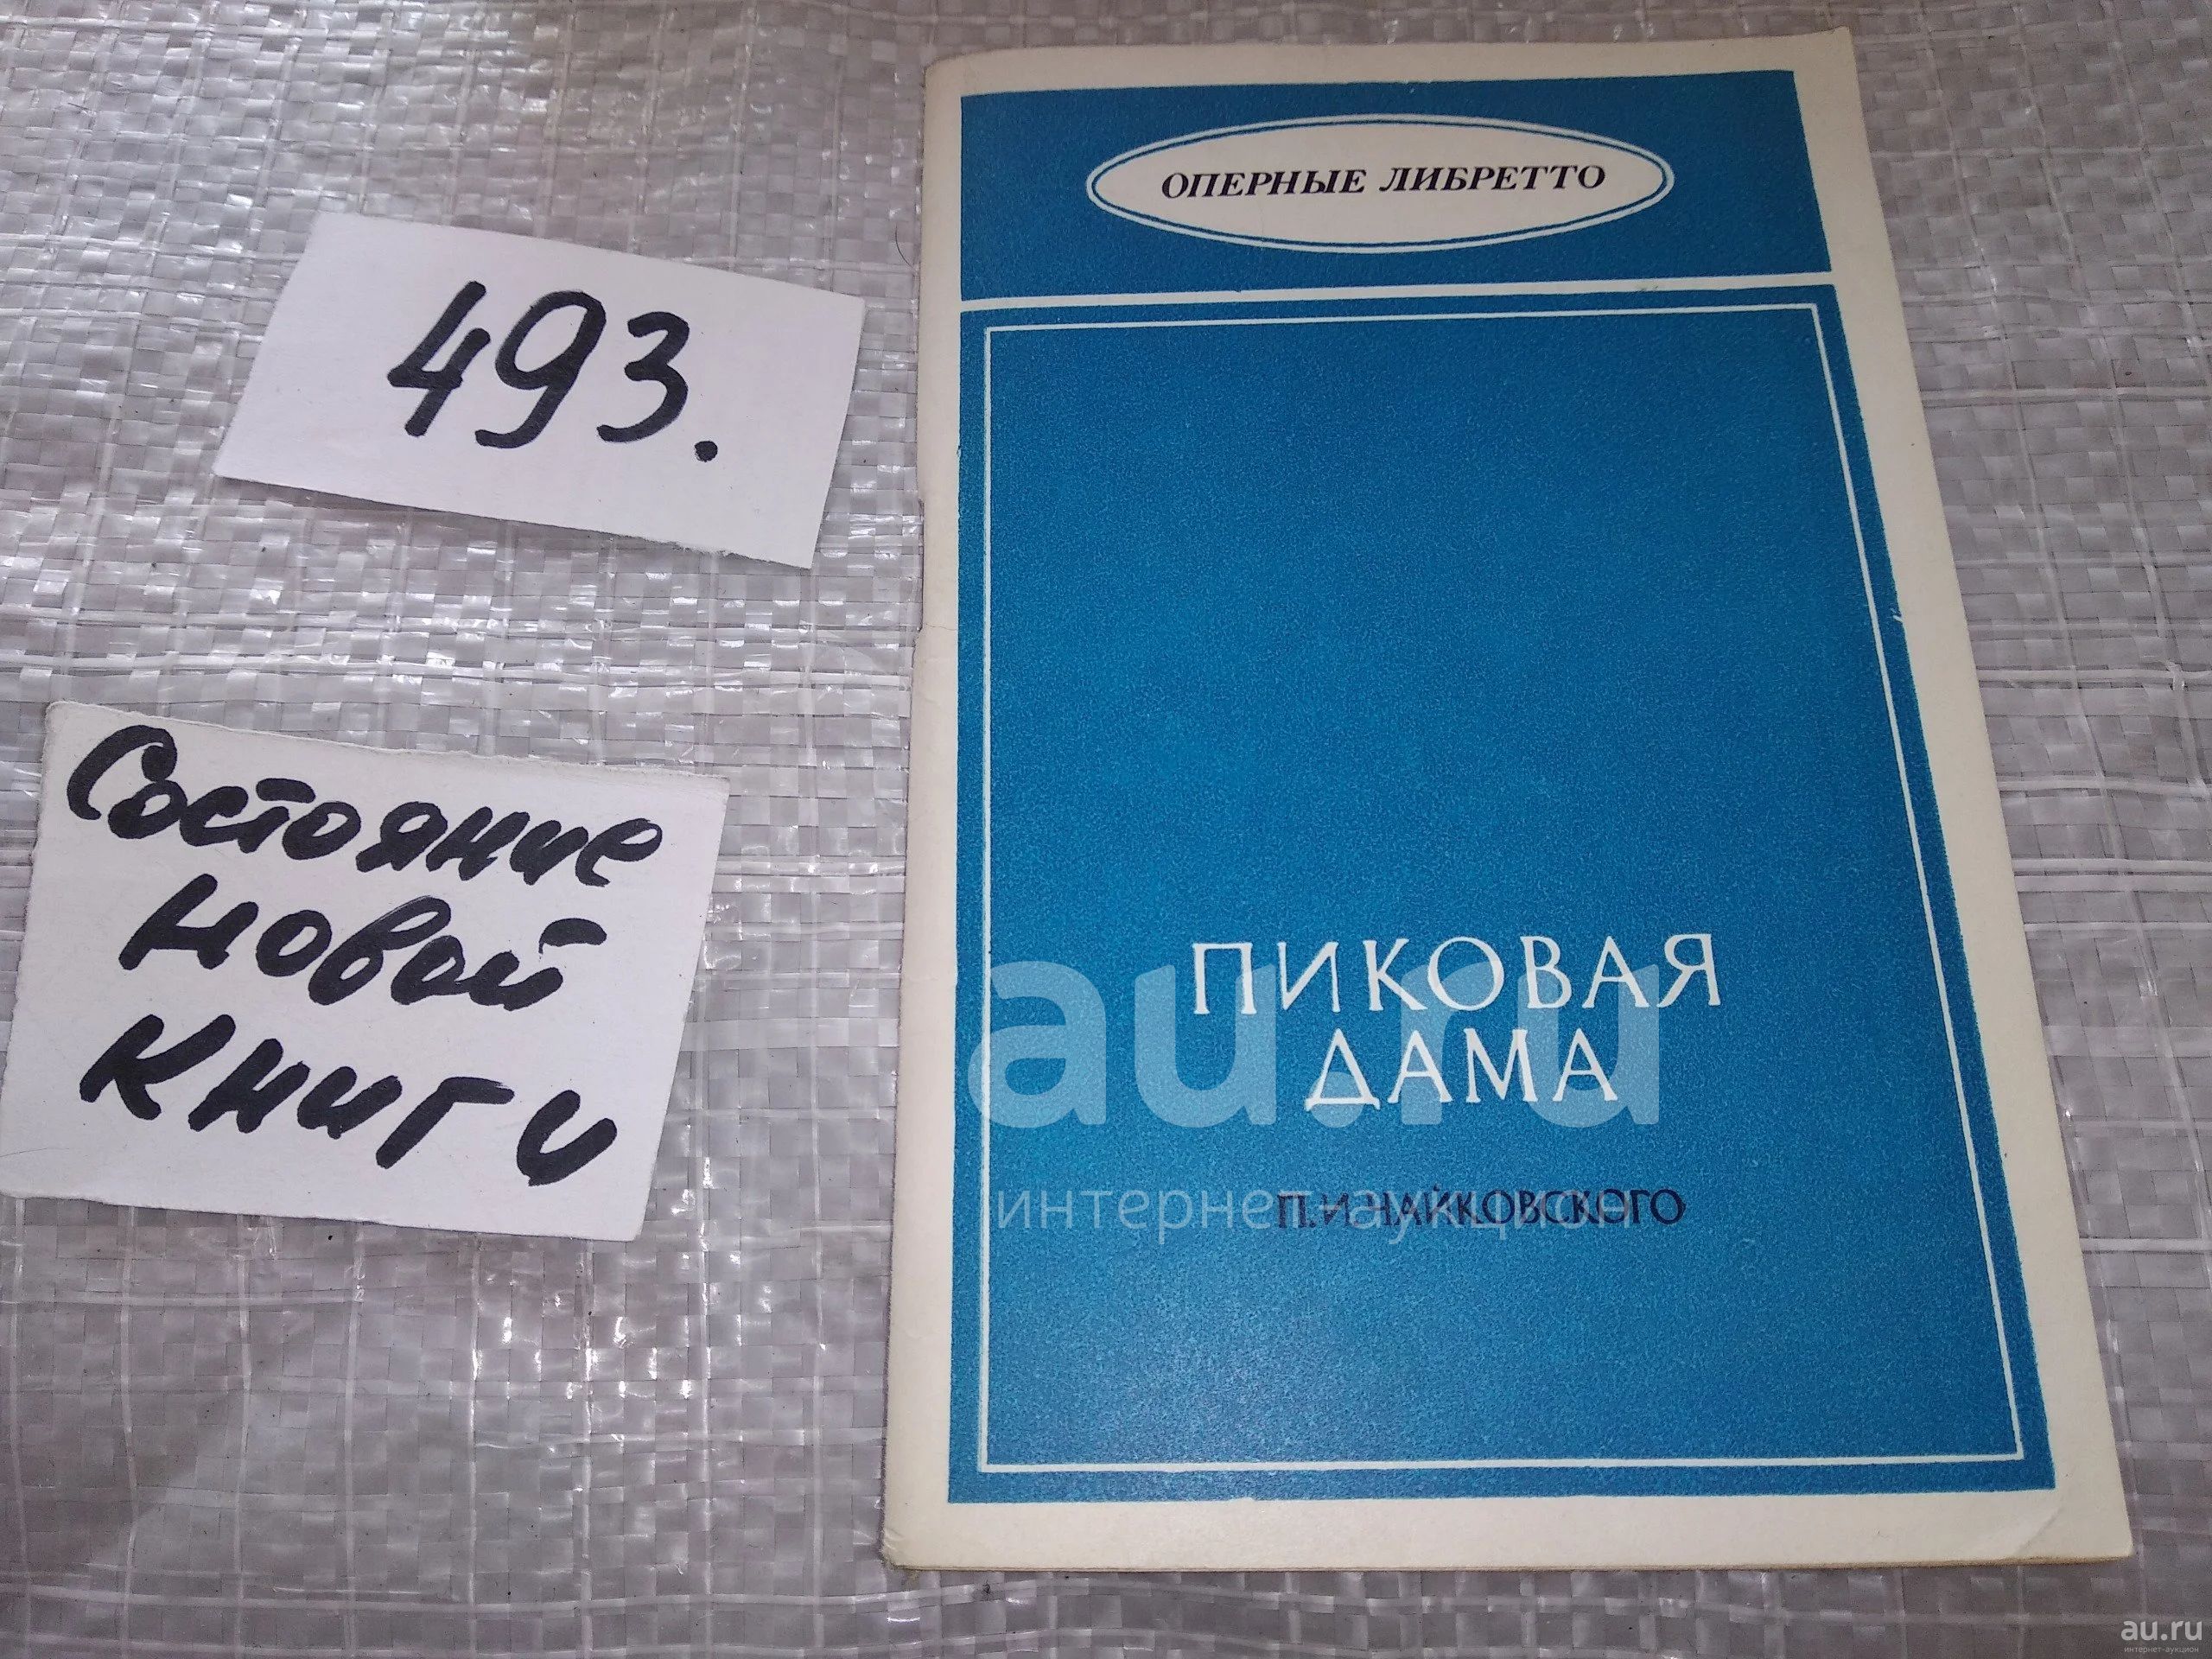 493.
Состояние
новой
книги
ОПЕРНЫЕ ЛИБРЕТТО
ПИКОВАЯ
ДАМА
П. И. ЧАЙКОВСКОГО
au.ru
интернет-аукцион
au.ru
интернет-аукцион